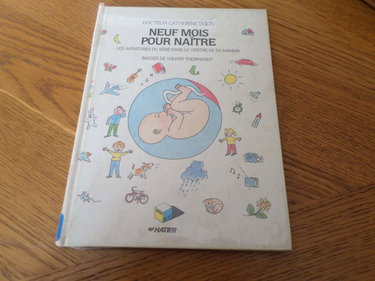 DOCTEUR CATHERINE DOLTO
NEUF MOIS
POUR NAÎTRE
LES AVENTURES DU BÉBÉ DANS LE VENTRE DE SA MAMAN
IMAGES DE VOLKER THEINHARDT
HATIER